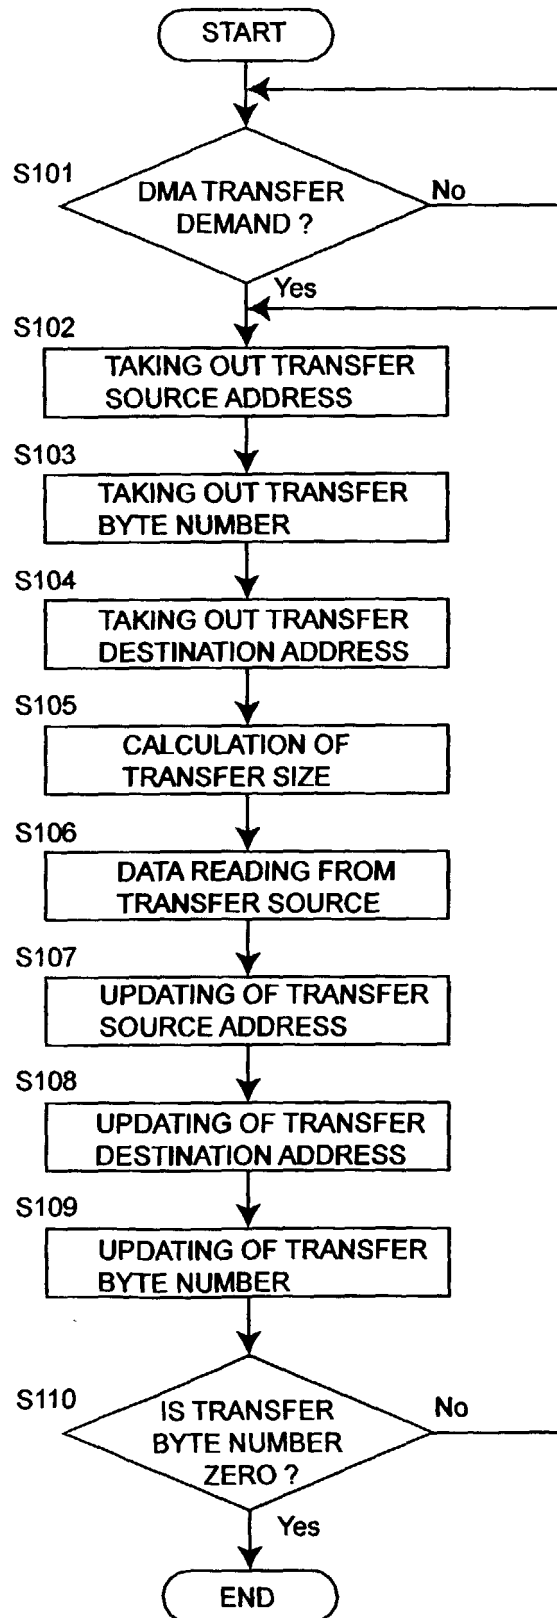 START
S101
DMA TRANSFER
DEMAND ?
No
Yes
S102
TAKING OUT TRANSFER
SOURCE ADDRESS
S103
TAKING OUT TRANSFER
BYTE NUMBER
S104
TAKING OUT TRANSFER
DESTINATION ADDRESS
S105
CALCULATION OF
TRANSFER SIZE
S106
DATA READING FROM
TRANSFER SOURCE
S107
UPDATING OF TRANSFER
SOURCE ADDRESS
S108
UPDATING OF TRANSFER
DESTINATION ADDRESS
S109
UPDATING OF TRANSFER
BYTE NUMBER
S110
IS TRANSFER
BYTE NUMBER
ZERO ?
No
Yes
END